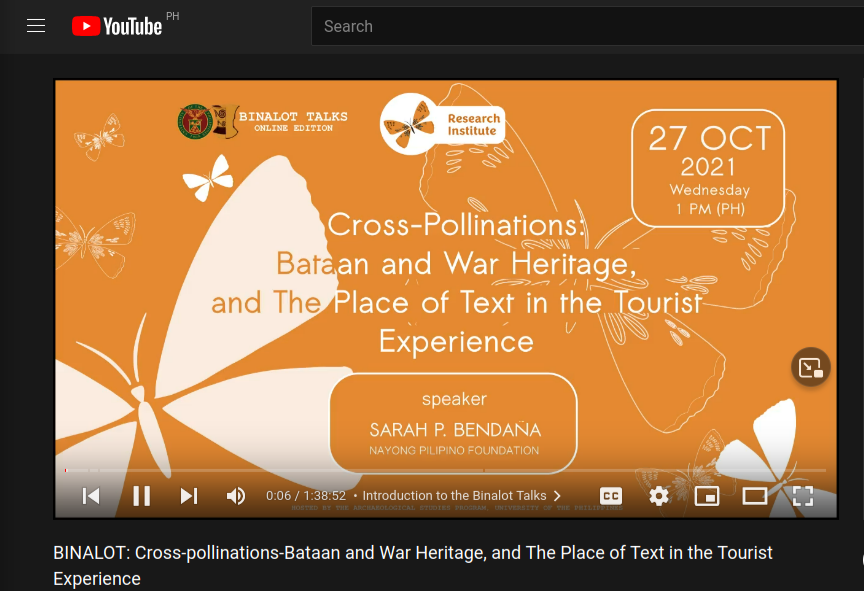 PH
YouTube
Search
BINALOT TALKS
ONLINE EDITION
Research
Institute
27 OCT
2021
Wednesday
1 PM (PH)
Cross-Pollinations:
Bataan and War Heritage,
and The Place of Text in the Tourist
Experience
speaker
SARAH P. BENDAÑA
NAYONG PILIPINO FOUNDATION
0:06 / 1:38:52 • Introduction to the Binalot Talks
CC
HOSTED BY THE ARCHAEOLOGICAL STUDIES PROGRAM, UNIVERSITY OF THE PHILIPPINES
BINALOT: Cross-pollinations-Bataan and War Heritage, and The Place of Text in the Tourist
Experience